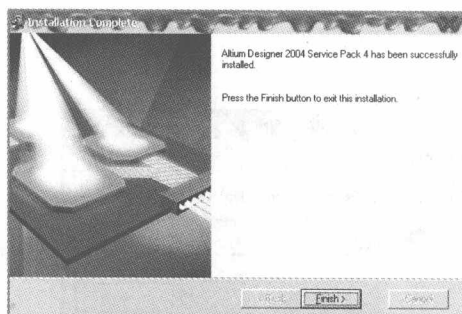 Installation Complete
Altium Designer 2004 Service Pack 4 has been successfully
installed.
Press the Finish button to exit this installation.
< Back
Finish >
Cancel